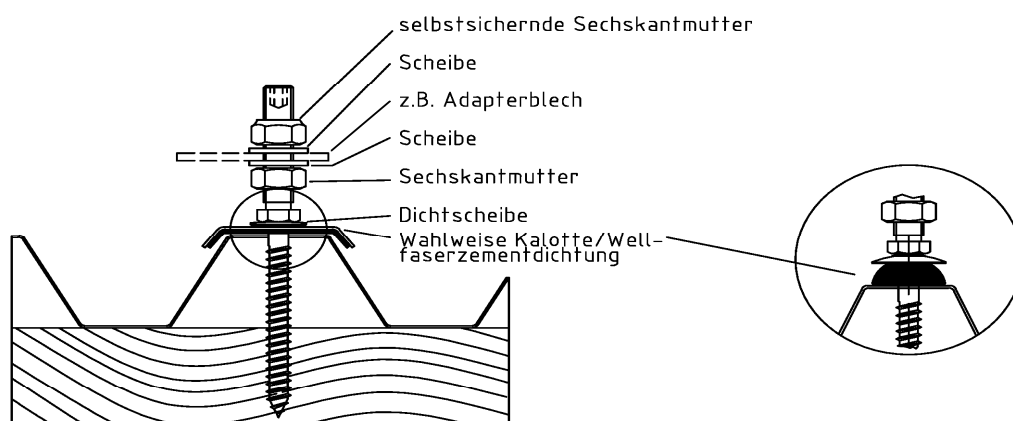 selbstsichernde Sechskantmutter
Scheibe
z.B. Adapterblech
Scheibe
Sechskantmutter
Dichtscheibe
Wahlweise Kalotte/Well-
faserzementdichtung